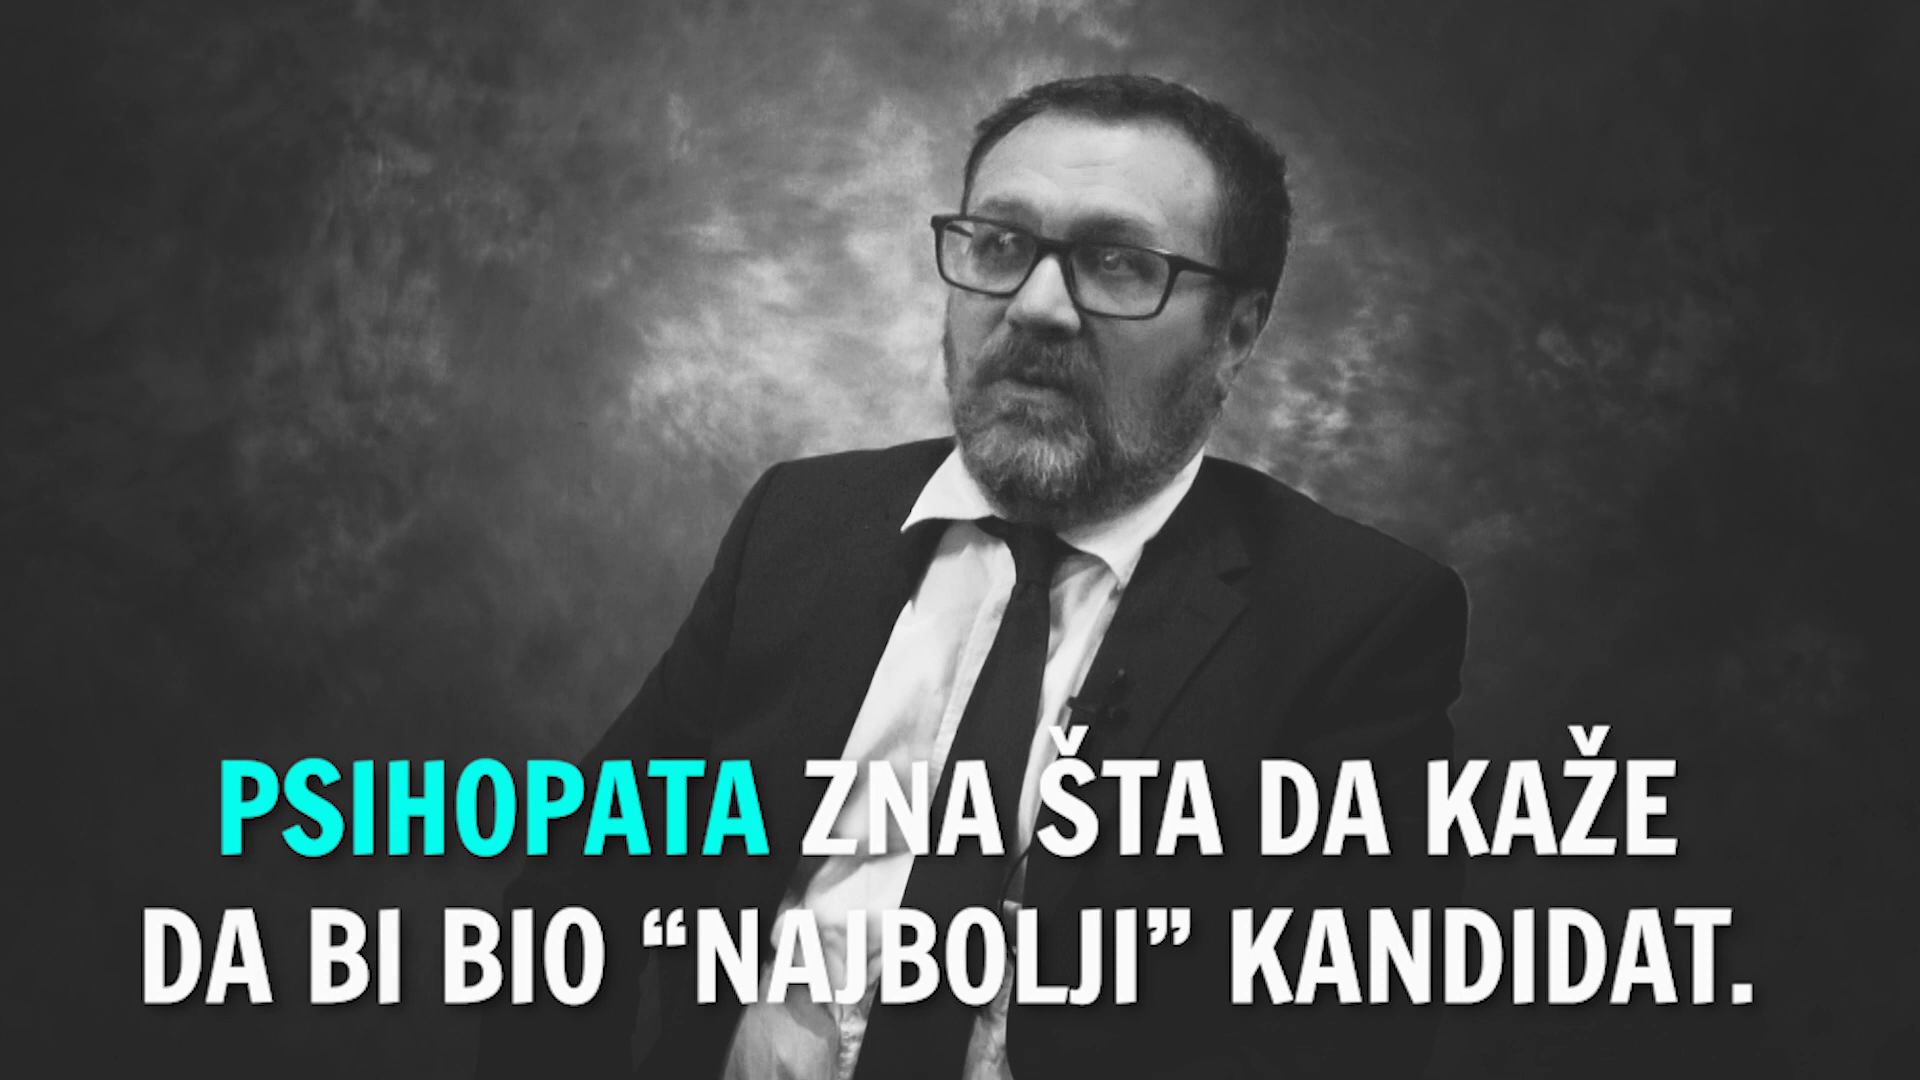 PSIHOPATA ZNA ŠTA DA KAŽE
DA BI BIO “NAJBOLJI” KANDIDAT.